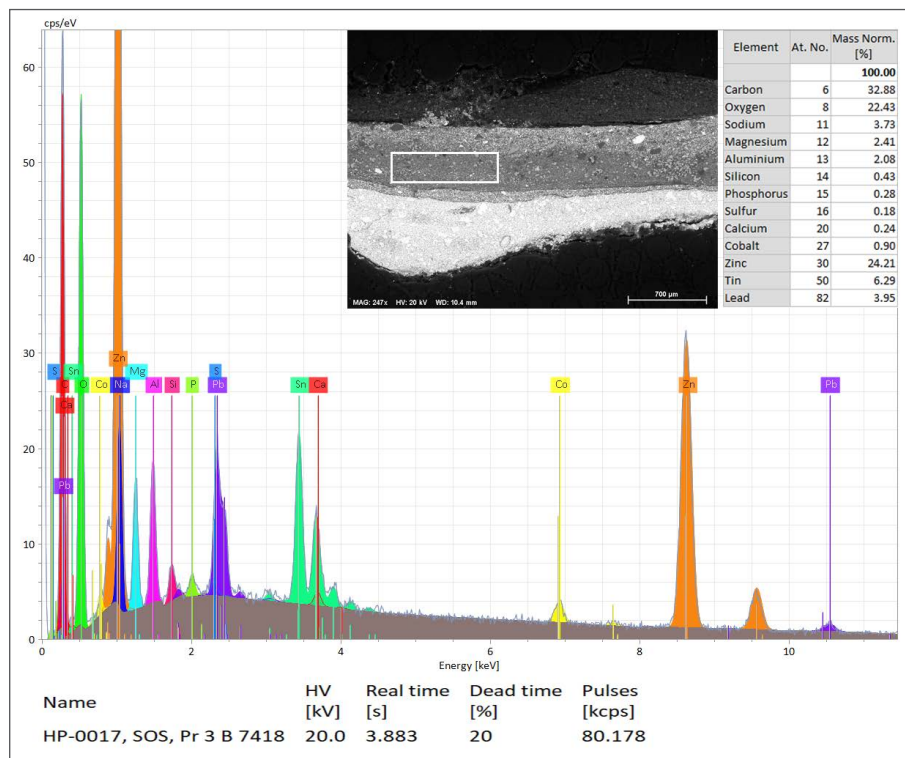 cps/eV
60
50
40
30
20
10
0
S Sn Zn Mg S
C O Co Na Al Si P Pb Sn Ca Co Zn Pb
Ca
Pb
0 2 4 6 8 10
Energy [keV]
MAG: 247x HV: 20 kV WD: 10.4 mm
700 µm
Element At. No. Mass Norm. [%]
100.00
Carbon 6 32.88
Oxygen 8 22.43
Sodium 11 3.73
Magnesium 12 2.41
Aluminium 13 2.08
Silicon 14 0.43
Phosphorus 15 0.28
Sulfur 16 0.18
Calcium 20 0.24
Cobalt 27 0.90
Zinc 30 24.21
Tin 50 6.29
Lead 82 3.95
Name HV [kV] Real time [s] Dead time [%] Pulses [kcps]
HP-0017, SOS, Pr 3 B 7418 20.0 3.883 20 80.178